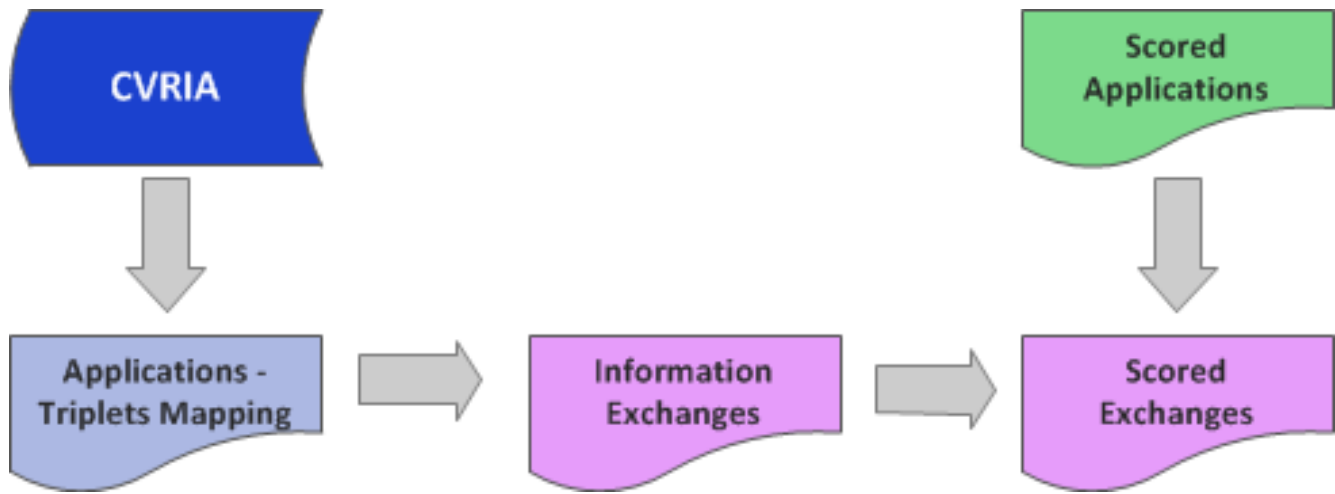 CVRIA
Scored
Applications
Applications -
Triplets Mapping
Information
Exchanges
Scored
Exchanges